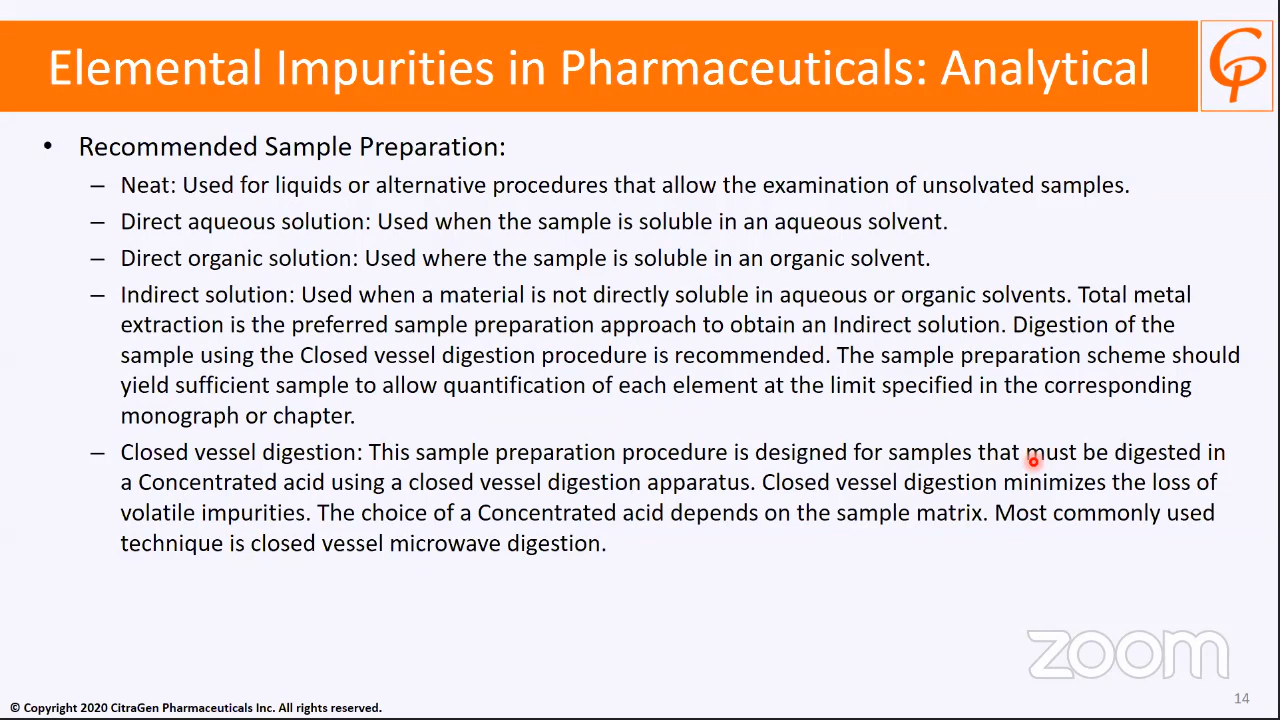 Elemental Impurities in Pharmaceuticals: Analytical
• Recommended Sample Preparation:
– Neat: Used for liquids or alternative procedures that allow the examination of unsolvated samples.
– Direct aqueous solution: Used when the sample is soluble in an aqueous solvent.
– Direct organic solution: Used where the sample is soluble in an organic solvent.
– Indirect solution: Used when a material is not directly soluble in aqueous or organic solvents. Total metal
extraction is the preferred sample preparation approach to obtain an Indirect solution. Digestion of the
sample using the Closed vessel digestion procedure is recommended. The sample preparation scheme should
yield sufficient sample to allow quantification of each element at the limit specified in the corresponding
monograph or chapter.
– Closed vessel digestion: This sample preparation procedure is designed for samples that must be digested in
a Concentrated acid using a closed vessel digestion apparatus. Closed vessel digestion minimizes the loss of
volatile impurities. The choice of a Concentrated acid depends on the sample matrix. Most commonly used
technique is closed vessel microwave digestion.
zoom
14
© Copyright 2020 CitraGen Pharmaceuticals Inc. All rights reserved.